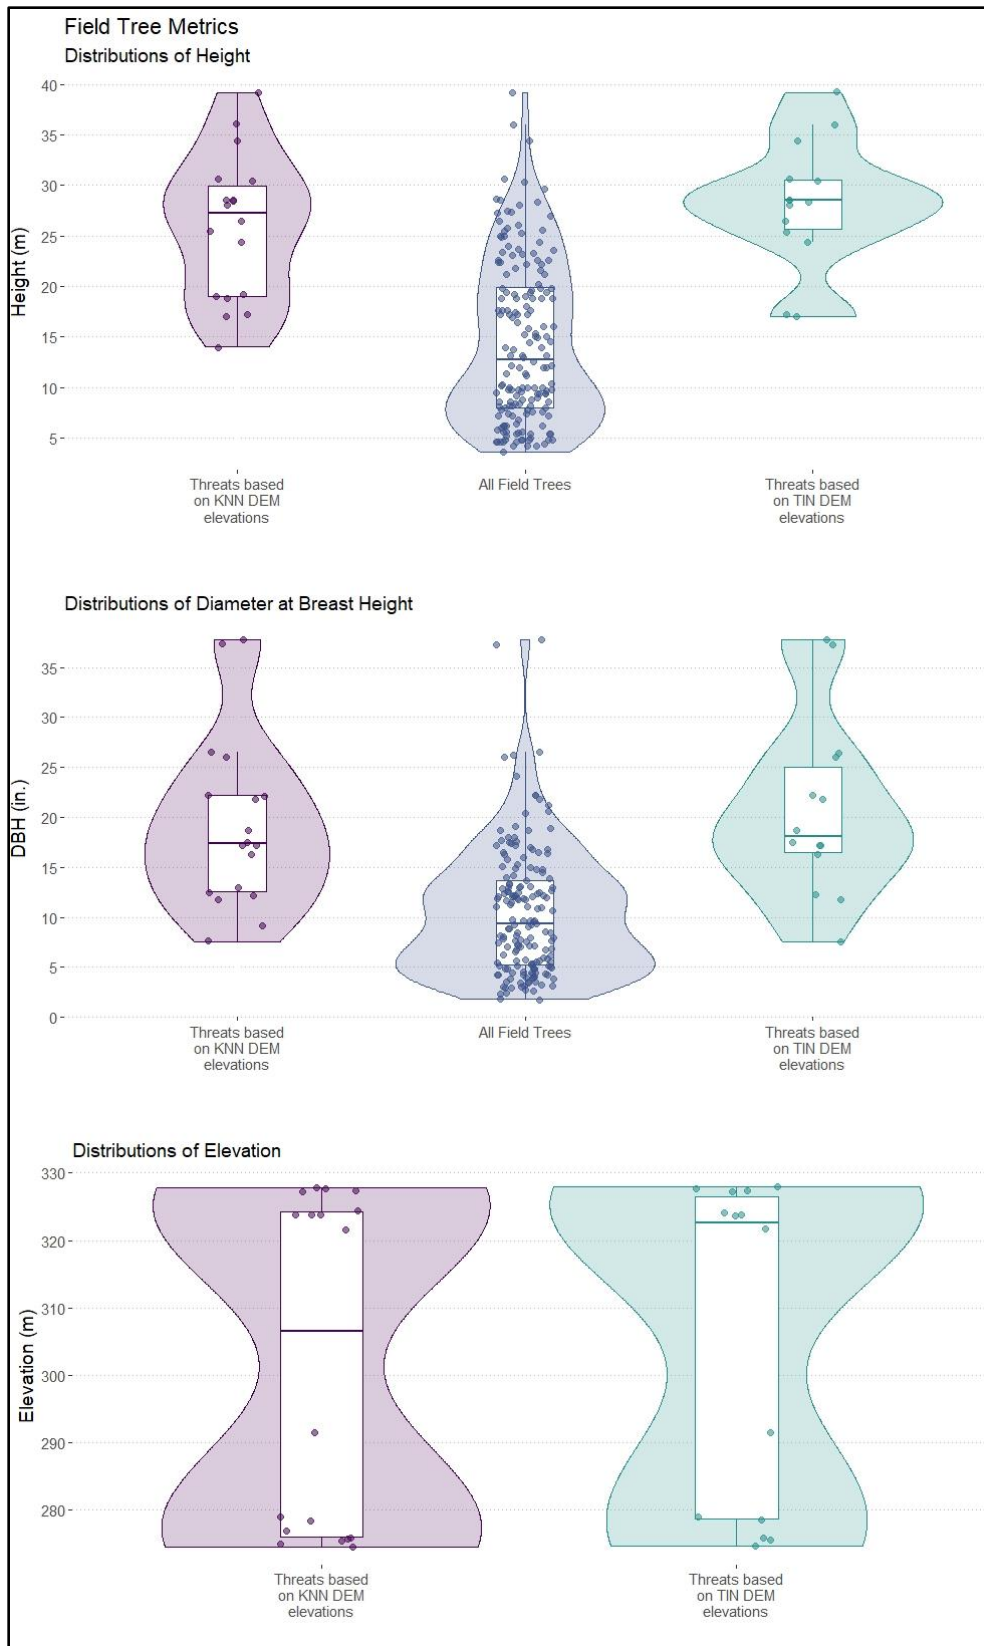 Field Tree Metrics
Distributions of Height
Height (m)
40
35
30
25
20
15
10
5
Threats based
on KNN DEM
elevations
All Field Trees
Threats based
on TIN DEM
elevations
Distributions of Diameter at Breast Height
DBH (in.)
35
30
25
20
15
10
5
0
Threats based
on KNN DEM
elevations
All Field Trees
Threats based
on TIN DEM
elevations
Distributions of Elevation
Elevation (m)
330
320
310
300
290
280
Threats based
on KNN DEM
elevations
Threats based
on TIN DEM
elevations